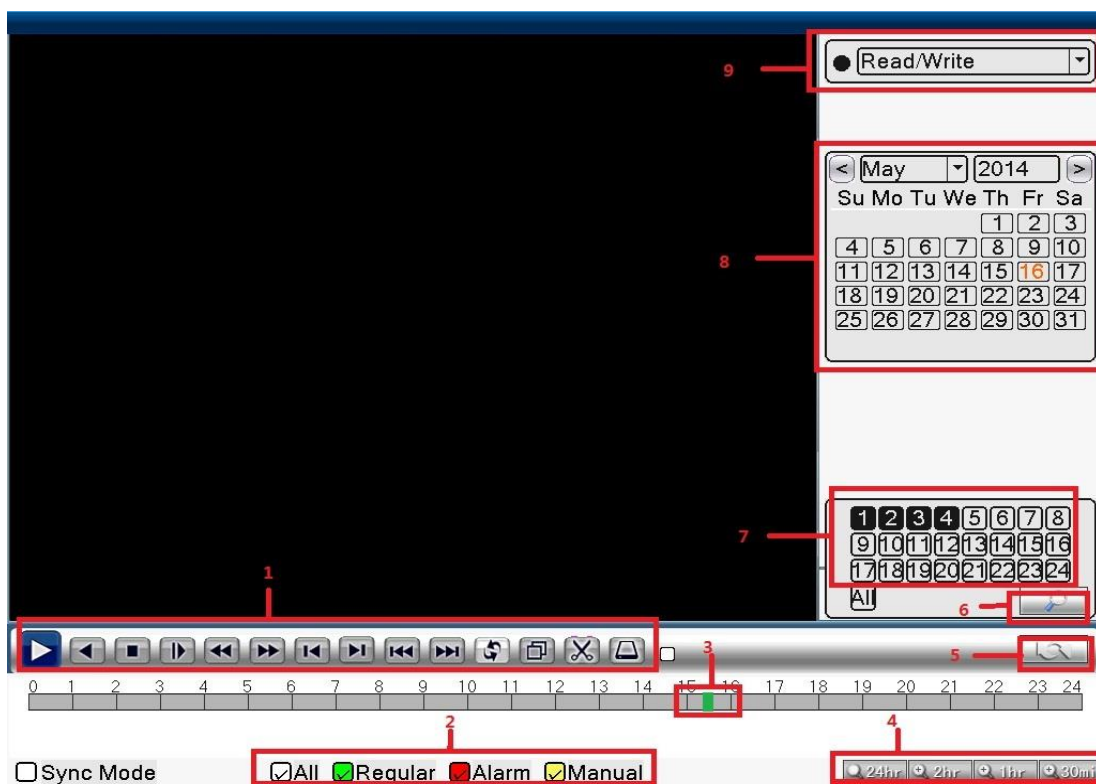 9
Read/Write
8
< May 2014 >
Su Mo Tu We Th Fr Sa
1 2 3
4 5 6 7 8 9 10
11 12 13 14 15 16 17
18 19 20 21 22 23 24
25 26 27 28 29 30 31
7
1 2 3 4 5 6 7 8
9 10 11 12 13 14 15 16
17 18 19 20 21 22 23 24
All
6
1
3
5
0 1 2 3 4 5 6 7 8 9 10 11 12 13 14 15 16 17 18 19 20 21 22 23 24
2
4
Sync Mode
All Regular Alarm Manual
24hr 2hr 1hr 30mi